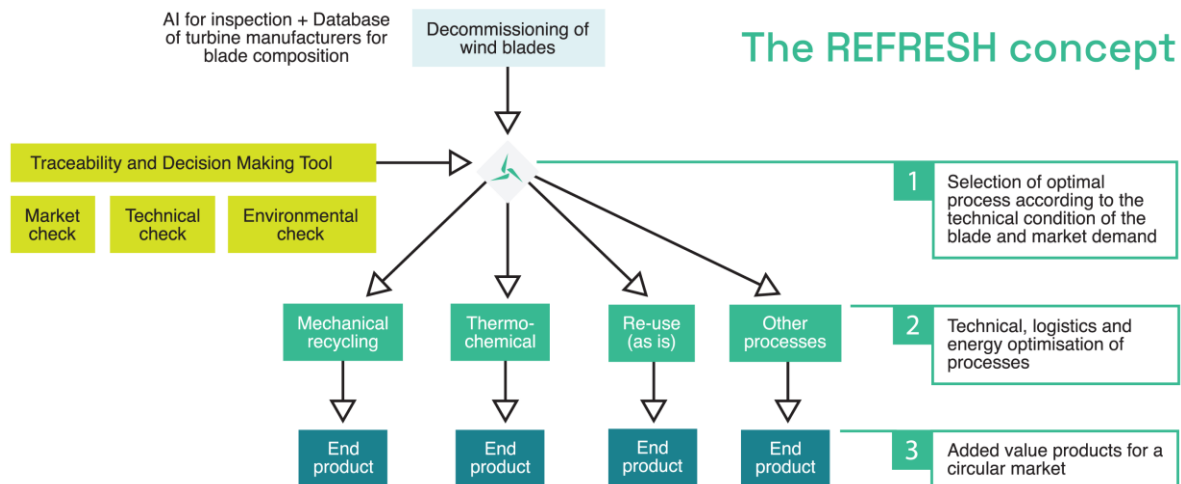 AI for inspection + Database
of turbine manufacturers for
blade composition
Decommissioning of
wind blades
The REFRESH concept
Traceability and Decision Making Tool
Market
check
Technical
check
Environmental
check
1
Selection of optimal
process according to the
technical condition of the
blade and market demand
Mechanical
recycling
Thermo-
chemical
Re-use
(as is)
Other
processes
2
Technical, logistics and
energy optimisation of
processes
End
product
End
product
End
product
End
product
3
Added value products for a
circular market